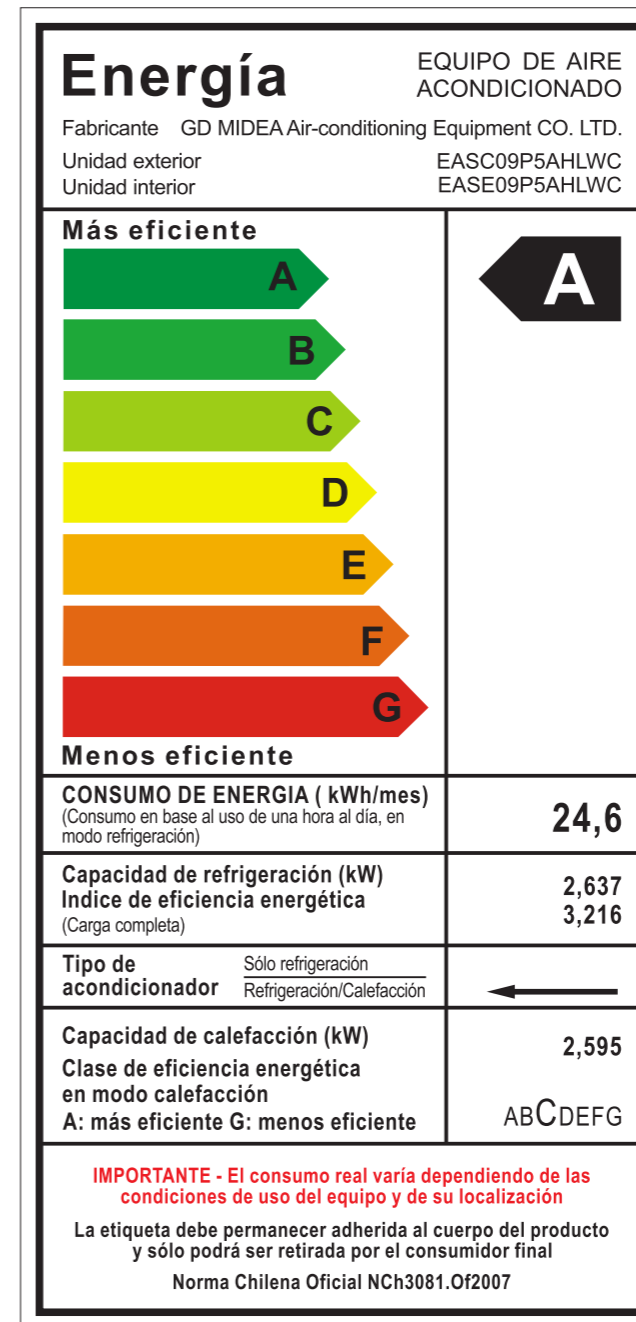 Energía
EQUIPO DE AIRE
ACONDICIONADO
Fabricante GD MIDEA Air-conditioning Equipment CO. LTD.
Unidad exterior EASC09P5AHLWC
Unidad interior EASE09P5AHLWC
Más eficiente
A
A
B
C
D
E
F
G
Menos eficiente
CONSUMO DE ENERGIA ( kWh/mes)
(Consumo en base al uso de una hora al día, en
modo refrigeración)
24,6
Capacidad de refrigeración (kW) 2,637
Indice de eficiencia energética 3,216
(Carga completa)
Tipo de
acondicionador
Sólo refrigeración
Refrigeración/Calefacción
Capacidad de calefacción (kW) 2,595
Clase de eficiencia energética
en modo calefacción
A: más eficiente G: menos eficiente ABCDEFG
IMPORTANTE - El consumo real varía dependiendo de las
condiciones de uso del equipo y de su localización
La etiqueta debe permanecer adherida al cuerpo del producto
y sólo podrá ser retirada por el consumidor final
Norma Chilena Oficial NCh3081.Of2007